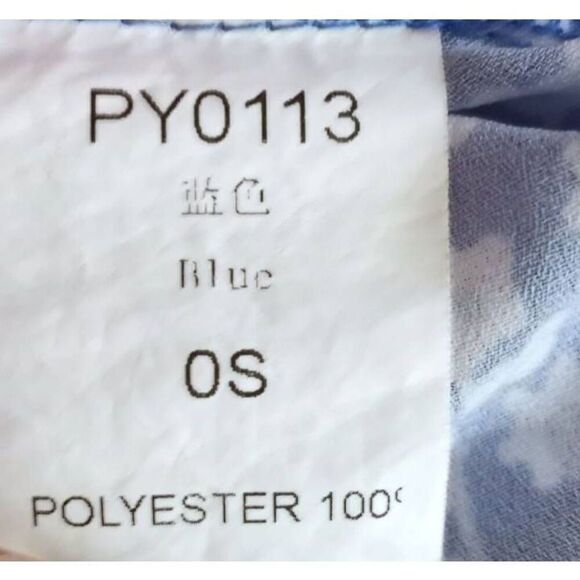 PY0113
蓝色
Blue
0S
POLYESTER 100